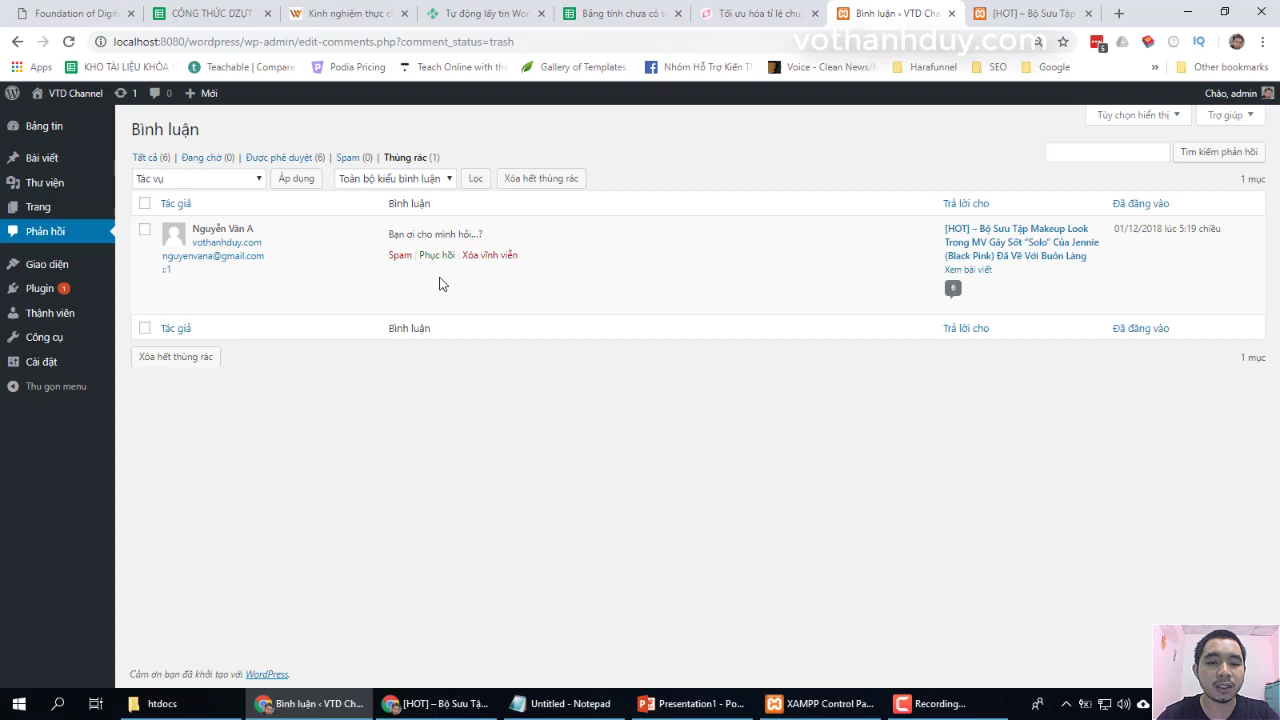 Foundation of Digita
CÔNG THỨC DZỰT
Kinh nghiệm thực c
Tự động lấy tin Wor
Bảng tính chưa có t
Tối ưu hóa tỉ lệ chuy
Bình luận ‹ VTD Cha
[HOT] – Bộ Sưu Tập
localhost:8080/wordpress/wp-admin/edit-comments.php?comment_status=trash
vothanhduy.com
Apps
KHO TÀI LIỆU KHÓA
Teachable | Compare
Podia Pricing
Teach Online with the
Gallery of Templates
Nhóm Hỗ Trợ Kiến T
Voice - Clean News/M
Harafunnel
SEO
Google
Other bookmarks
VTD Channel
1
0
Mới
Chào, admin
Bảng tin
Bài viết
Thư viện
Trang
Phản hồi
Giao diện
Plugin 1
Thành viên
Công cụ
Cài đặt
Thu gọn menu
Tùy chọn hiển thị
Trợ giúp
Bình luận
Tất cả (6) | Đang chờ (0) | Được phê duyệt (6) | Spam (0) | Thùng rác (1)
Tìm kiếm phản hồi
Tác vụ
Áp dụng
Toàn bộ kiểu bình luận
Lọc
Xóa hết thùng rác
1 mục
Tác giả
Bình luận
Trả lời cho
Đã đăng vào
Nguyễn Văn A
vothanhduy.com
nguyenvana@gmail.com
::1
Bạn ơi cho mình hỏi...?
Spam | Phục hồi | Xóa vĩnh viễn
[HOT] – Bộ Sưu Tập Makeup Look
Trong MV Gây Sốt “Solo” Của Jennie
(Black Pink) Đã Về Với Buôn Làng
Xem bài viết
6
01/12/2018 lúc 5:19 chiều
Tác giả
Bình luận
Trả lời cho
Đã đăng vào
Xóa hết thùng rác
1 mục
Cảm ơn bạn đã khởi tạo với WordPress.
htdocs
Bình luận ‹ VTD Ch...
[HOT] – Bộ Sưu Tậ...
Untitled - Notepad
Presentation1 - Po...
XAMPP Control Pa...
Recording...